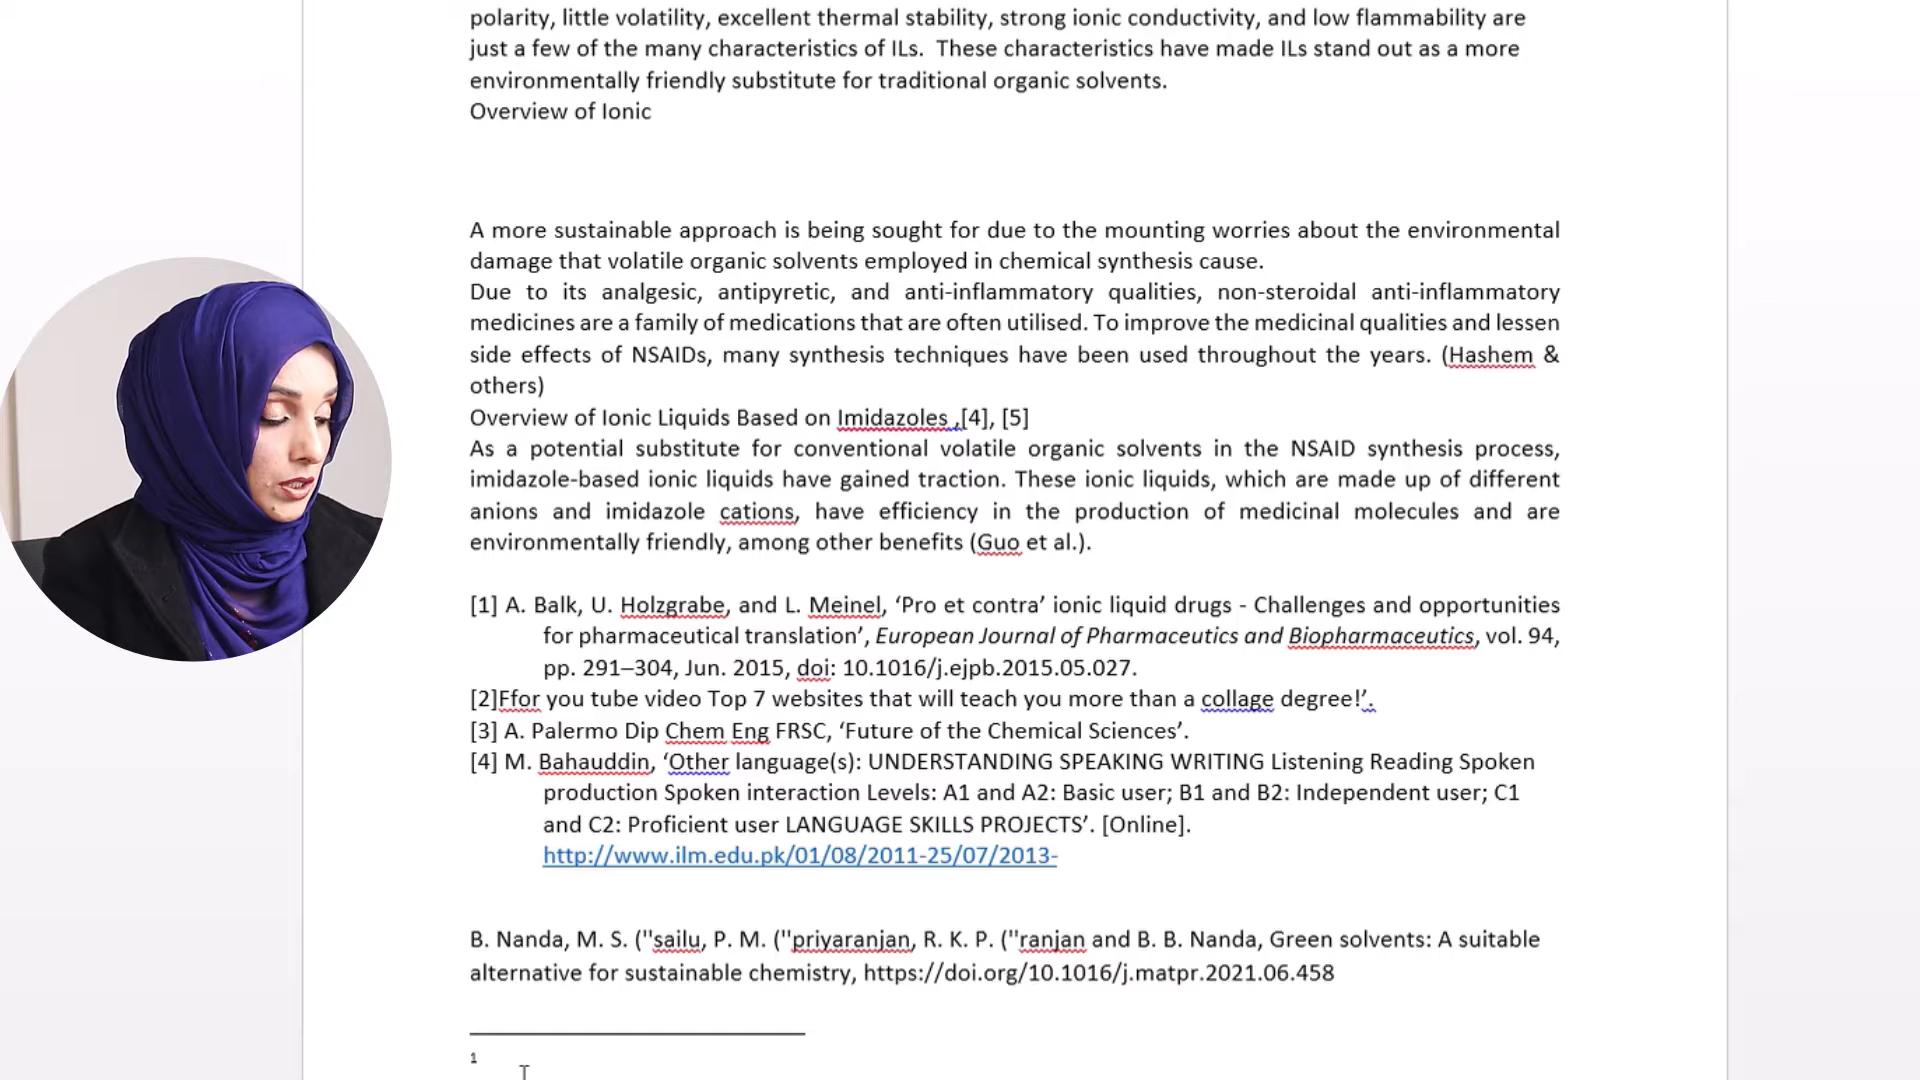 polarity, little volatility, excellent thermal stability, strong ionic conductivity, and low flammability are
just a few of the many characteristics of ILs.  These characteristics have made ILs stand out as a more
environmentally friendly substitute for traditional organic solvents.
Overview of Ionic
A more sustainable approach is being sought for due to the mounting worries about the environmental
damage that volatile organic solvents employed in chemical synthesis cause.
Due to its analgesic, antipyretic, and anti-inflammatory qualities, non-steroidal anti-inflammatory
medicines are a family of medications that are often utilised. To improve the medicinal qualities and lessen
side effects of NSAIDs, many synthesis techniques have been used throughout the years. (Hashem &
others)
Overview of Ionic Liquids Based on Imidazoles ,[4], [5]
As a potential substitute for conventional volatile organic solvents in the NSAID synthesis process,
imidazole-based ionic liquids have gained traction. These ionic liquids, which are made up of different
anions and imidazole cations, have efficiency in the production of medicinal molecules and are
environmentally friendly, among other benefits (Guo et al.).
[1] A. Balk, U. Holzgrabe, and L. Meinel, ‘Pro et contra’ ionic liquid drugs - Challenges and opportunities
for pharmaceutical translation’, European Journal of Pharmaceutics and Biopharmaceutics, vol. 94,
pp. 291–304, Jun. 2015, doi: 10.1016/j.ejpb.2015.05.027.
[2]Ffor you tube video Top 7 websites that will teach you more than a collage degree!’.
[3] A. Palermo Dip Chem Eng FRSC, ‘Future of the Chemical Sciences’.
[4] M. Bahauddin, ‘Other language(s): UNDERSTANDING SPEAKING WRITING Listening Reading Spoken
production Spoken interaction Levels: A1 and A2: Basic user; B1 and B2: Independent user; C1
and C2: Proficient user LANGUAGE SKILLS PROJECTS’. [Online].
http://www.ilm.edu.pk/01/08/2011-25/07/2013-
B. Nanda, M. S. ("sailu, P. M. ("priyaranjan, R. K. P. ("ranjan and B. B. Nanda, Green solvents: A suitable
alternative for sustainable chemistry, https://doi.org/10.1016/j.matpr.2021.06.458
1